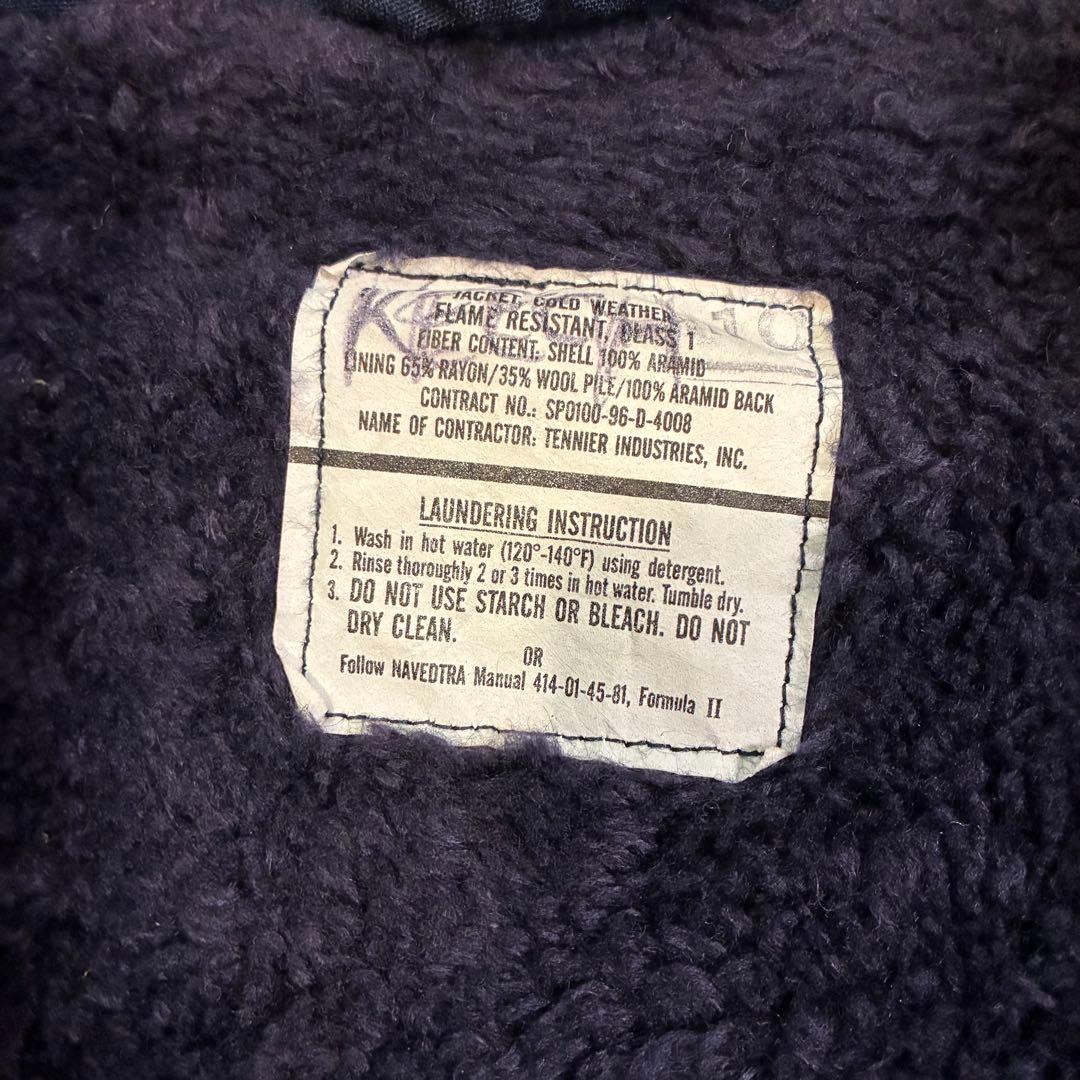 JACKET, COLD WEATHER
FLAME RESISTANT, CLASS 1
FIBER CONTENT: SHELL 100% ARAMID
LINING 65% RAYON/35% WOOL PILE/100% ARAMID BACK
CONTRACT NO.: SP0100-96-D-4008
NAME OF CONTRACTOR: TENNIER INDUSTRIES, INC.
LAUNDERING INSTRUCTION
1. Wash in hot water (120°-140°F) using detergent.
2. Rinse thoroughly 2 or 3 times in hot water. Tumble dry.
3. DO NOT USE STARCH OR BLEACH. DO NOT
DRY CLEAN.
OR
Follow NAVEDTRA Manual 414-01-45-81, Formula II